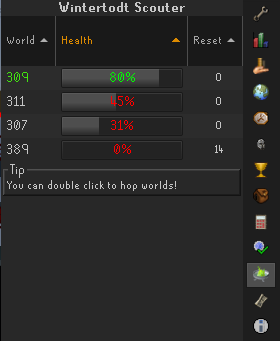 Wintertodt Scouter
World Health Reset
309 80% 0
311 45% 0
307 31% 0
389 0% 14
Tip
You can double click to hop worlds!